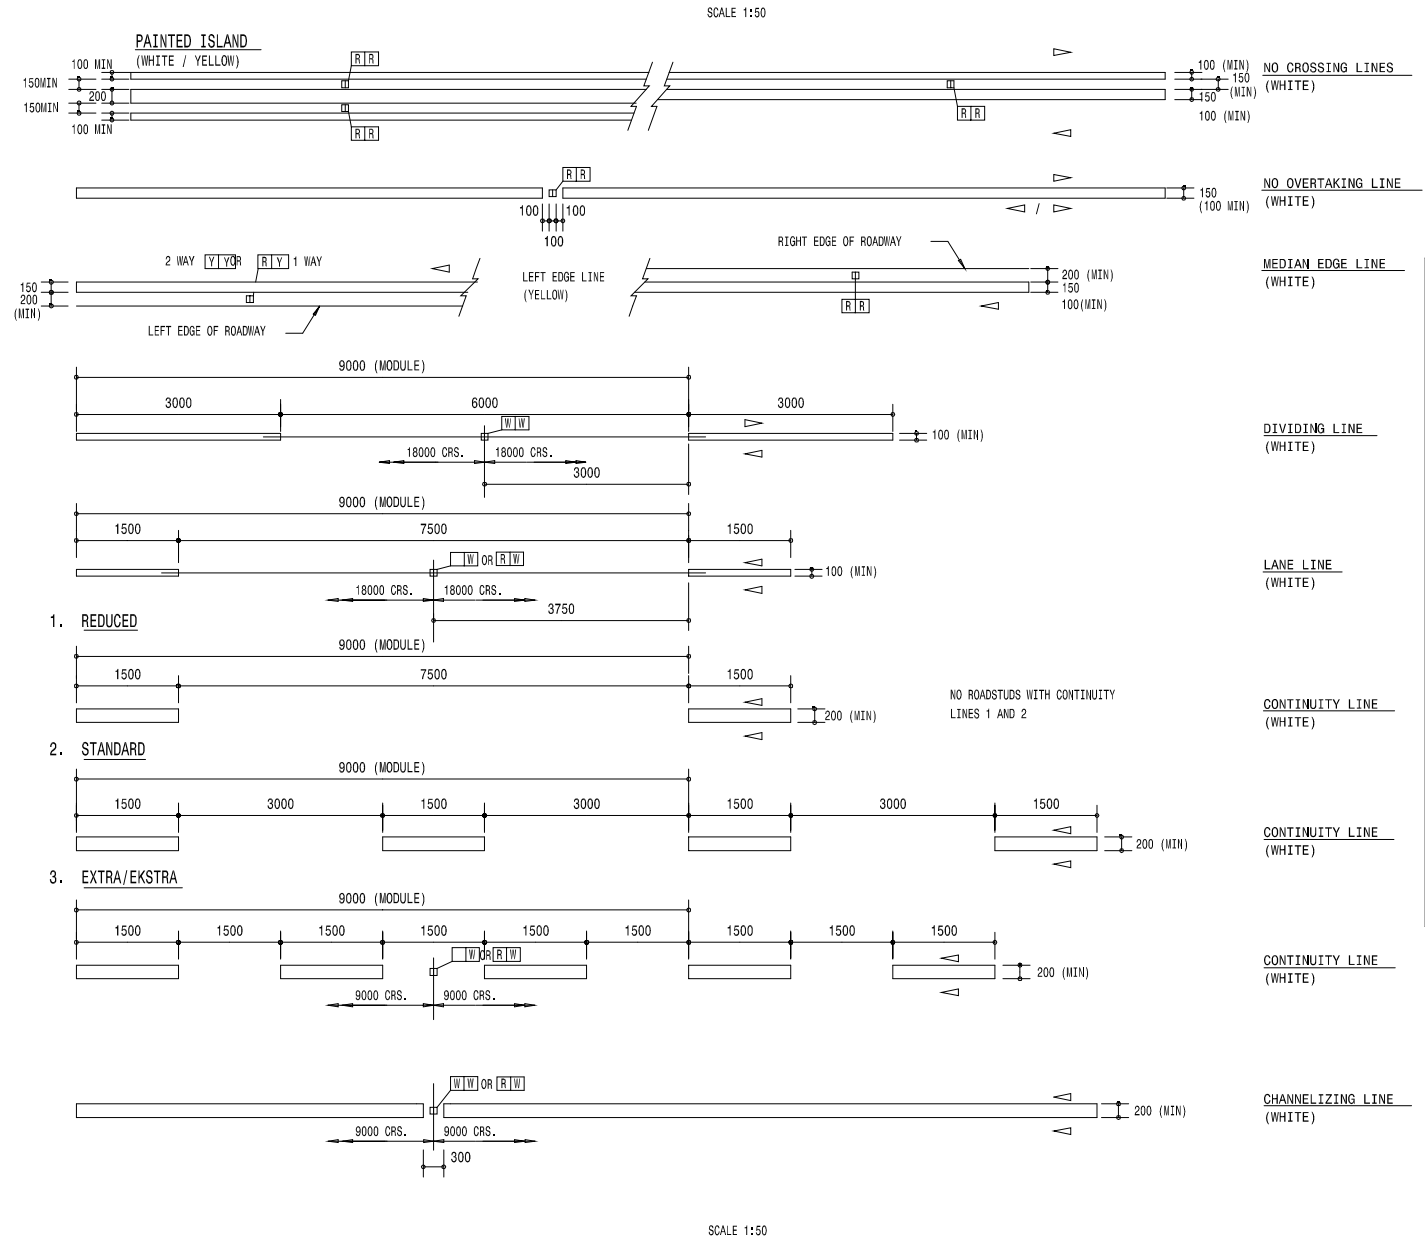 SCALE 1:50
PAINTED ISLAND
(WHITE / YELLOW)
R R
100 MIN
100 (MIN)
NO CROSSING LINES
150MIN
150
(WHITE)
(MIN)
200
150
150MIN
R R
100 (MIN)
100 MIN
R R
R R
NO OVERTAKING LINE
150
(WHITE)
(100 MIN)
100
100
/
100
RIGHT EDGE OF ROADWAY
2 WAY Y Y OR R Y 1 WAY
MEDIAN EDGE LINE
LEFT EDGE LINE
200 (MIN)
(WHITE)
150
150
(YELLOW)
200
(MIN)
R R
100(MIN)
LEFT EDGE OF ROADWAY
9000 (MODULE)
3000
6000
3000
W W
DIVIDING LINE
100 (MIN)
(WHITE)
18000 CRS.
18000 CRS.
3000
9000 (MODULE)
1500
7500
1500
W OR R W
LANE LINE
100 (MIN)
(WHITE)
18000 CRS.
18000 CRS.
3750
1. REDUCED
9000 (MODULE)
1500
7500
1500
NO ROADSTUDS WITH CONTINUITY
LINES 1 AND 2
CONTINUITY LINE
200 (MIN)
(WHITE)
2. STANDARD
9000 (MODULE)
1500
3000
1500
3000
1500
3000
1500
CONTINUITY LINE
200 (MIN)
(WHITE)
3. EXTRA/EKSTRA
9000 (MODULE)
1500
1500
1500
1500
1500
1500
1500
1500
1500
W OR R W
CONTINUITY LINE
200 (MIN)
(WHITE)
9000 CRS.
9000 CRS.
W W OR R W
CHANNELIZING LINE
200 (MIN)
(WHITE)
9000 CRS.
9000 CRS.
300
SCALE 1:50